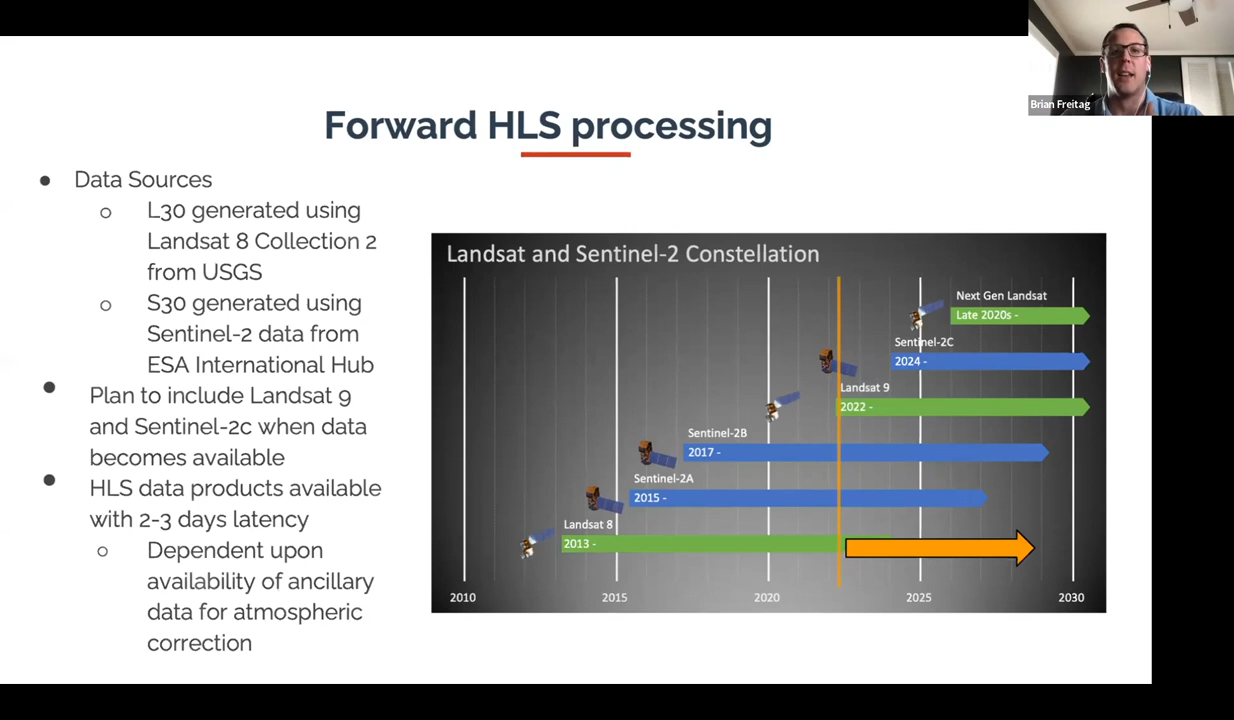 Brian Freitag
Forward HLS processing
● Data Sources
○ L30 generated using
Landsat 8 Collection 2
from USGS
○ S30 generated using
Sentinel-2 data from
ESA International Hub
● Plan to include Landsat 9
and Sentinel-2c when data
becomes available
● HLS data products available
with 2-3 days latency
○ Dependent upon
availability of ancillary
data for atmospheric
correction
Landsat and Sentinel-2 Constellation
Next Gen Landsat
Late 2020s -
Sentinel-2C
2024 -
Landsat 9
2022 -
Sentinel-2B
2017 -
Sentinel-2A
2015 -
Landsat 8
2013 -
2010 2015 2020 2025 2030